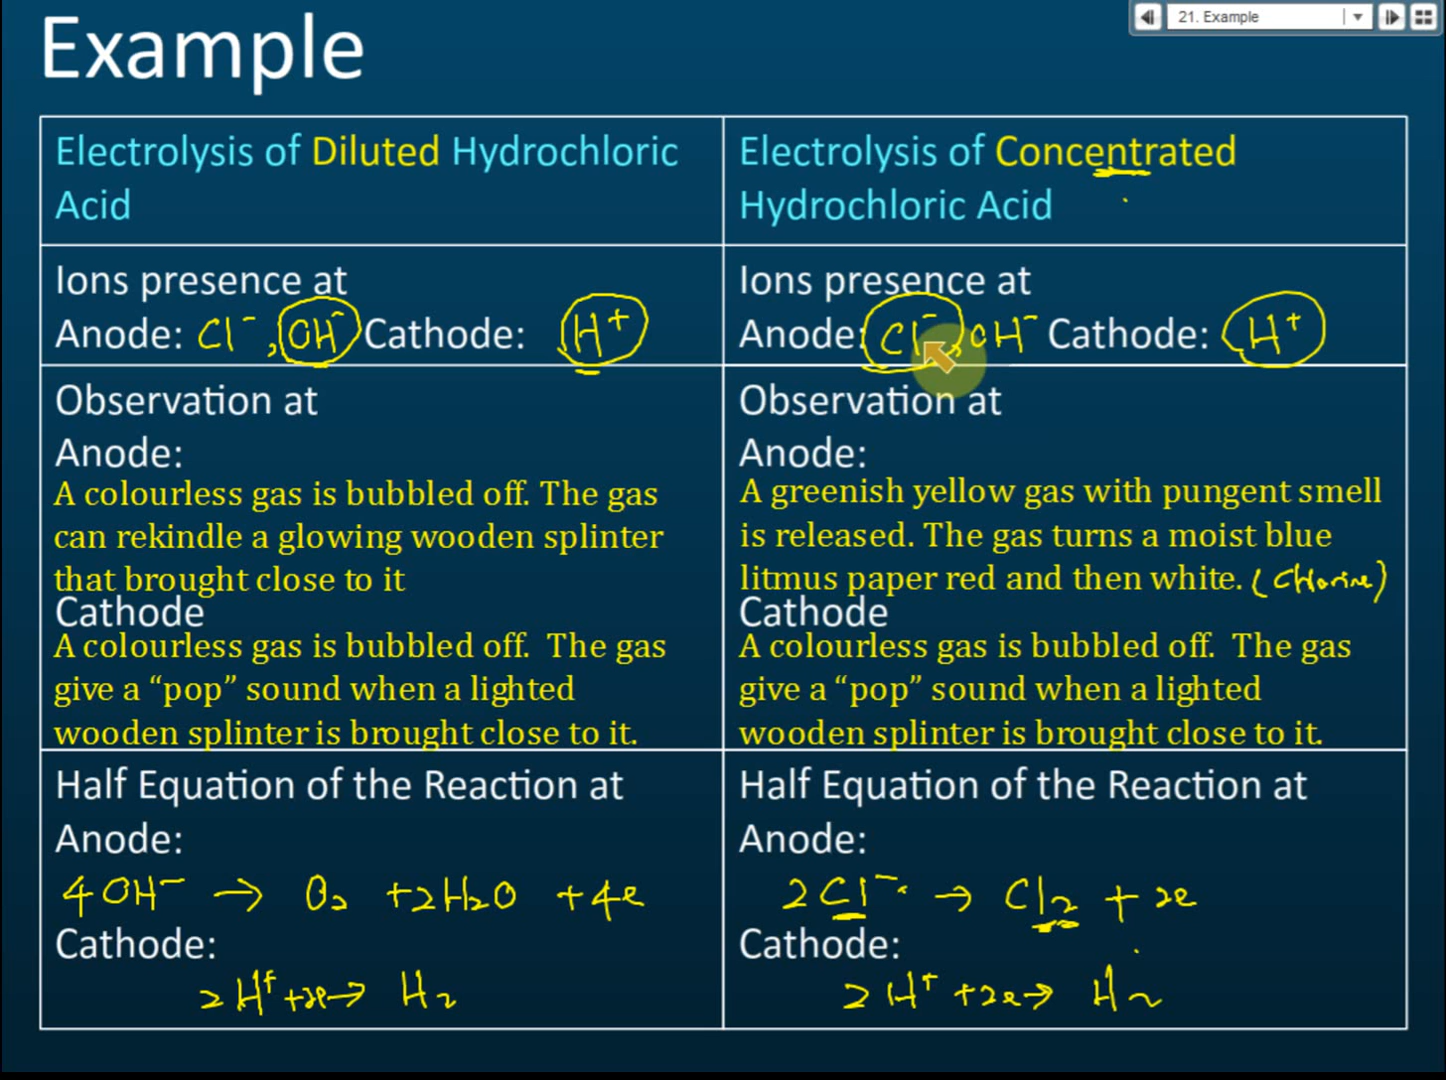 21. Example
Example
Electrolysis of Diluted Hydrochloric
Acid
Ions presence at
Anode: Cl⁻, OH⁻ Cathode: H⁺
Observation at
Anode:
A colourless gas is bubbled off. The gas
can rekindle a glowing wooden splinter
that brought close to it
Cathode
A colourless gas is bubbled off. The gas
give a “pop” sound when a lighted
wooden splinter is brought close to it.
Half Equation of the Reaction at
Anode:
4OH⁻ → O₂ + 2H₂O + 4e
Cathode:
2H⁺ + 2e → H₂
Electrolysis of Concentrated
Hydrochloric Acid
Ions presence at
Anode: Cl⁻, OH⁻ Cathode: H⁺
Observation at
Anode:
A greenish yellow gas with pungent smell
is released. The gas turns a moist blue
litmus paper red and then white. (Chlorine)
Cathode
A colourless gas is bubbled off. The gas
give a “pop” sound when a lighted
wooden splinter is brought close to it.
Half Equation of the Reaction at
Anode:
2Cl⁻ → Cl₂ + 2e
Cathode:
2H⁺ + 2e → H₂